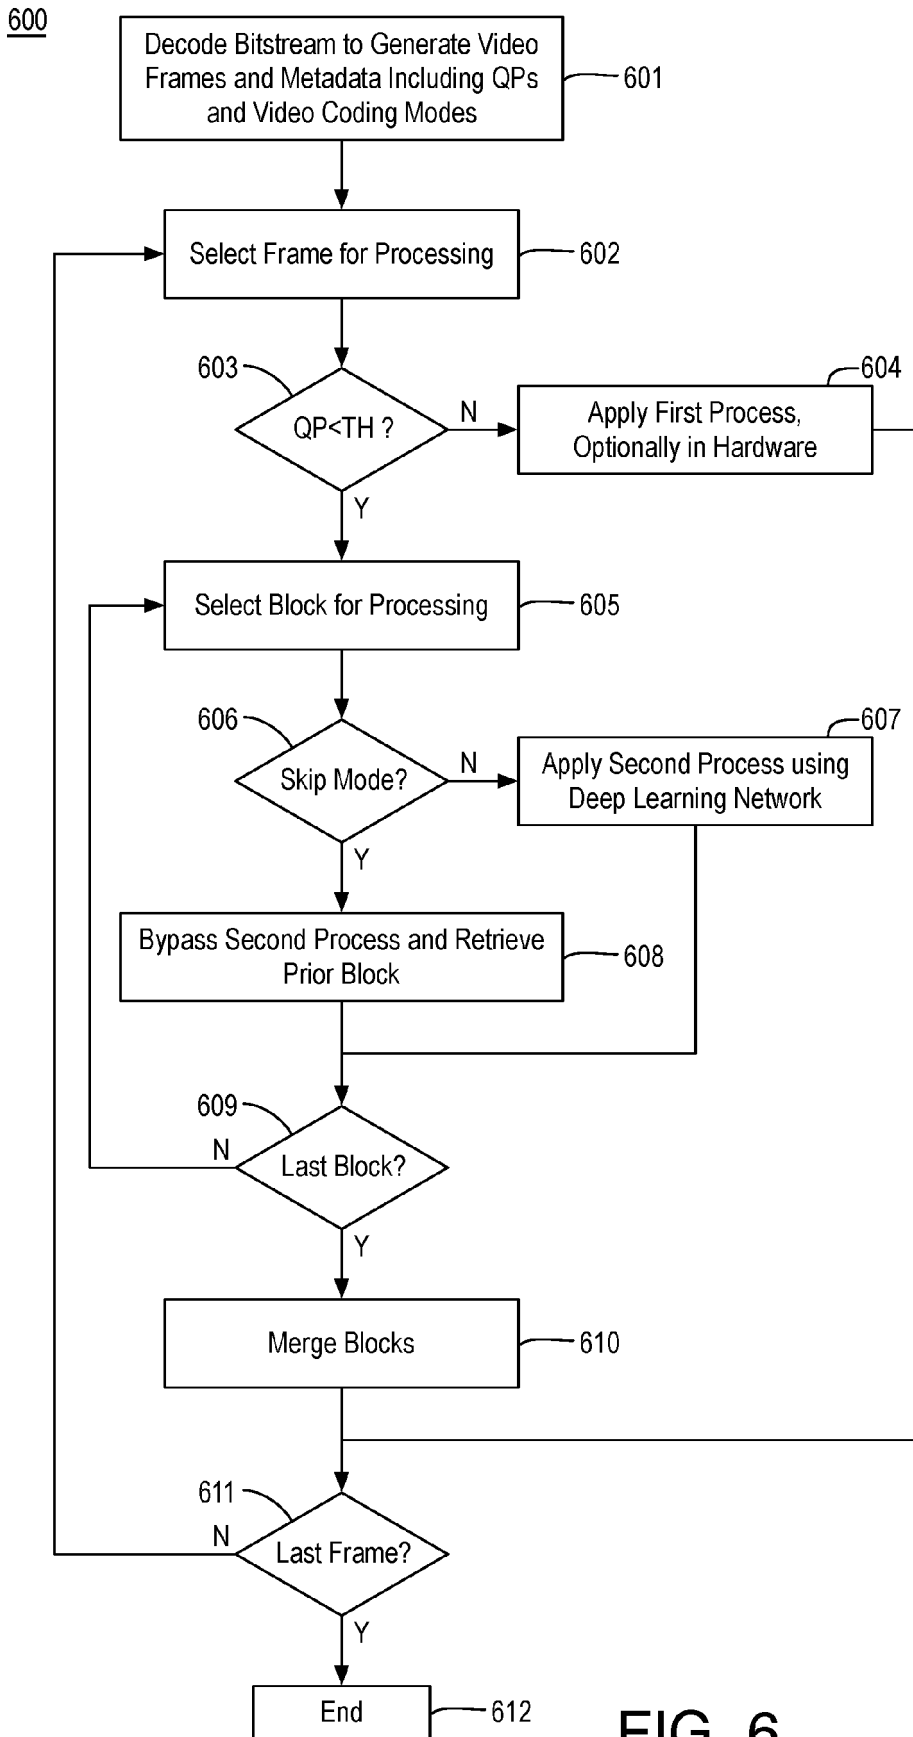 600
Decode Bitstream to Generate Video
Frames and Metadata Including QPs
and Video Coding Modes
601
Select Frame for Processing
602
603
QP<TH ?
N
Y
604
Apply First Process,
Optionally in Hardware
Select Block for Processing
605
606
Skip Mode?
N
Y
607
Apply Second Process using
Deep Learning Network
Bypass Second Process and Retrieve
Prior Block
608
609
N
Last Block?
Y
Merge Blocks
610
611
N
Last Frame?
Y
End
612
FIG. 6